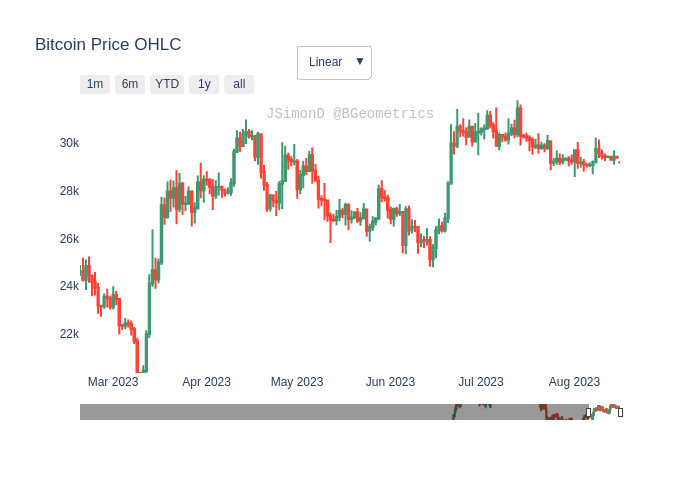 Bitcoin Price OHLC
Linear ▼
1m 6m YTD 1y all
JSimonD @BGeometrics
30k
28k
26k
24k
22k
Mar 2023 Apr 2023 May 2023 Jun 2023 Jul 2023 Aug 2023